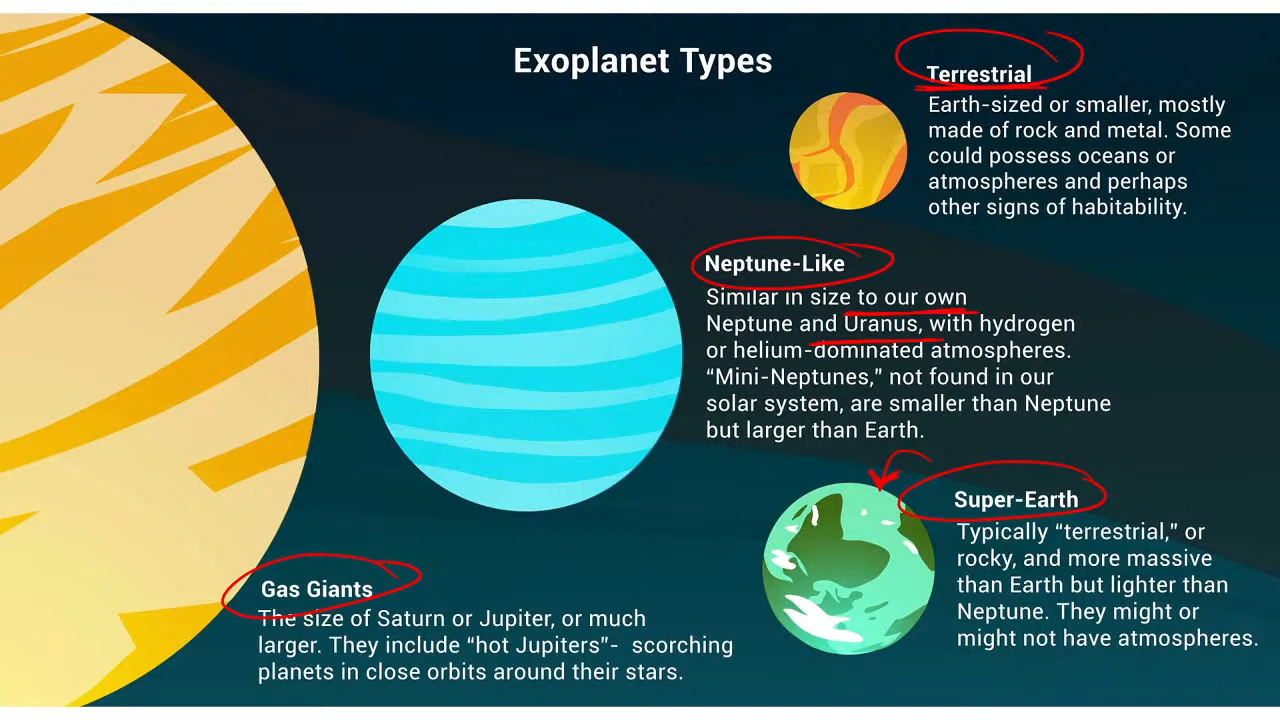 Exoplanet Types
Terrestrial
Earth-sized or smaller, mostly
made of rock and metal. Some
could possess oceans or
atmospheres and perhaps
other signs of habitability.
Neptune-Like
Similar in size to our own
Neptune and Uranus, with hydrogen
or helium-dominated atmospheres.
“Mini-Neptunes,” not found in our
solar system, are smaller than Neptune
but larger than Earth.
Super-Earth
Typically “terrestrial,” or
rocky, and more massive
than Earth but lighter than
Neptune. They might or
might not have atmospheres.
Gas Giants
The size of Saturn or Jupiter, or much
larger. They include “hot Jupiters”- scorching
planets in close orbits around their stars.